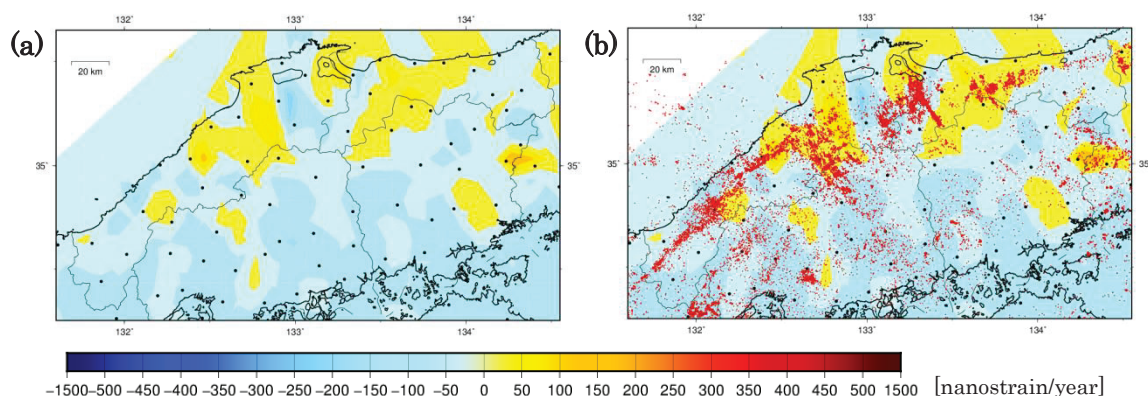 132° 133° 134° 132° 133° 134°
(a) (b)
20 km 20 km
35° 35° 35° 35°
132° 133° 134° 132° 133° 134°
−1500 −500 −450 −400 −350 −300 −250 −200 −150 −100 −50 0 50 100 150 200 250 300 350 400 450 500 1500 [nanostrain/year]